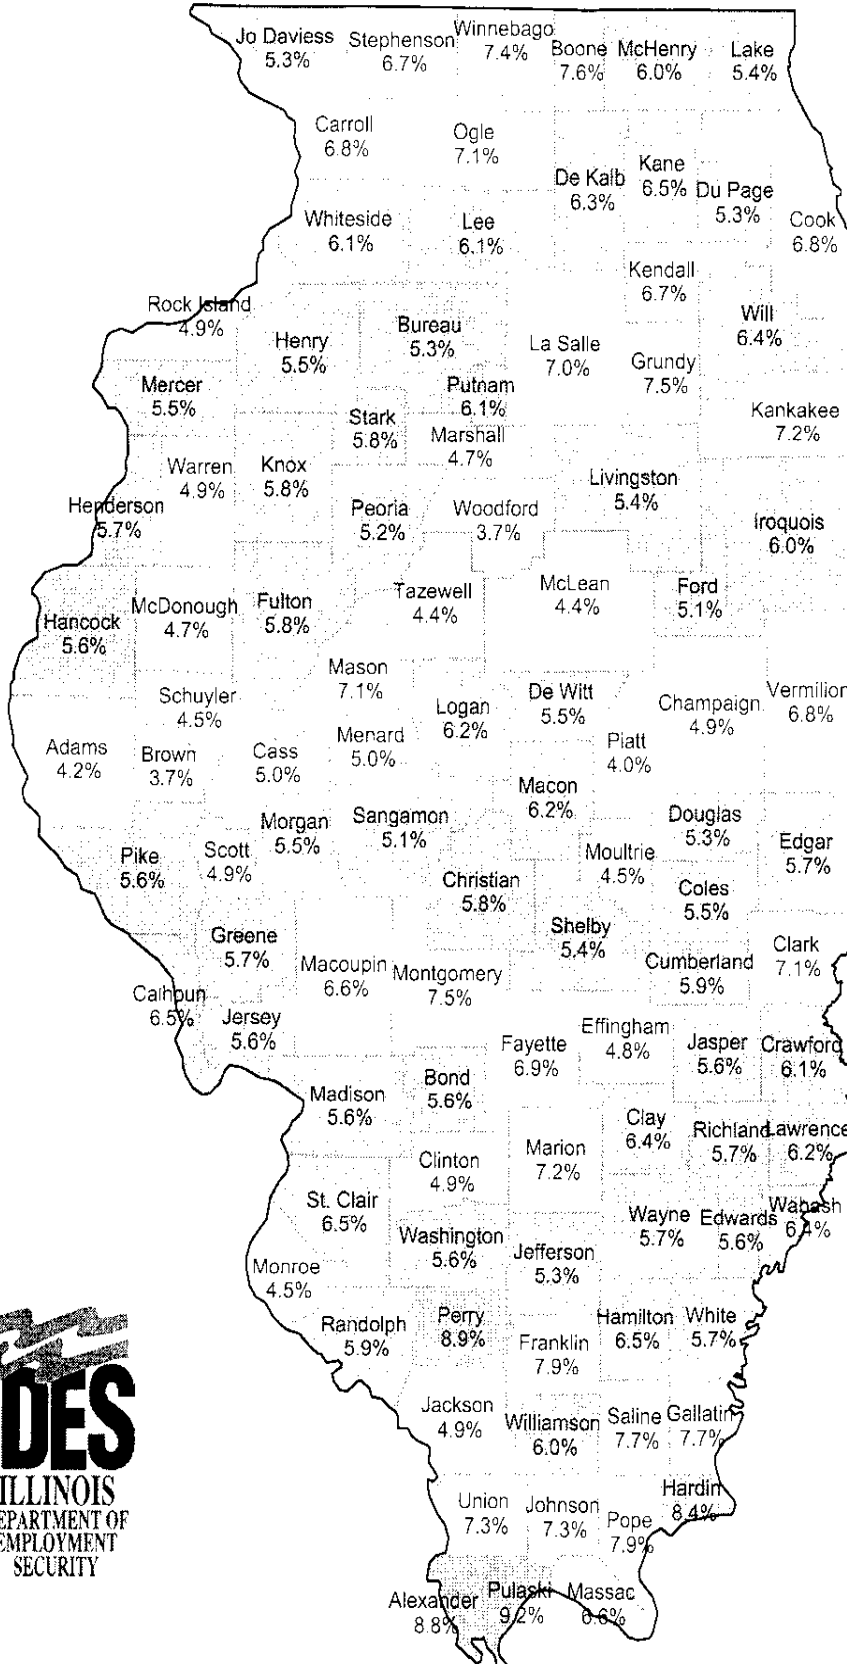 Jo Daviess
5.3%
Stephenson
6.7%
Winnebago
7.4%
Boone
7.6%
McHenry
6.0%
Lake
5.4%
Carroll
6.8%
Ogle
7.1%
De Kalb
6.3%
Kane
6.5%
Du Page
5.3%
Cook
6.8%
Whiteside
6.1%
Lee
6.1%
Kendall
6.7%
Rock Island
4.9%
Henry
5.5%
Bureau
5.3%
La Salle
7.0%
Grundy
7.5%
Will
6.4%
Mercer
5.5%
Putnam
6.1%
Stark
5.8%
Marshall
4.7%
Kankakee
7.2%
Warren
4.9%
Knox
5.8%
Livingston
5.4%
Henderson
5.7%
Peoria
5.2%
Woodford
3.7%
Iroquois
6.0%
Hancock
5.6%
McDonough
4.7%
Fulton
5.8%
Tazewell
4.4%
McLean
4.4%
Ford
5.1%
Mason
7.1%
Schuyler
4.5%
Logan
6.2%
De Witt
5.5%
Champaign
4.9%
Vermilion
6.8%
Adams
4.2%
Brown
3.7%
Cass
5.0%
Menard
5.0%
Piatt
4.0%
Macon
6.2%
Morgan
5.5%
Sangamon
5.1%
Douglas
5.3%
Edgar
5.7%
Pike
5.6%
Scott
4.9%
Moultrie
4.5%
Christian
5.8%
Coles
5.5%
Shelby
5.4%
Greene
5.7%
Macoupin
6.6%
Montgomery
7.5%
Cumberland
5.9%
Clark
7.1%
Calhoun
6.5%
Jersey
5.6%
Fayette
6.9%
Effingham
4.8%
Jasper
5.6%
Crawford
6.1%
Madison
5.6%
Bond
5.6%
Clay
6.4%
Richland
5.7%
Lawrence
6.2%
Clinton
4.9%
Marion
7.2%
St. Clair
6.5%
Washington
5.6%
Wayne
5.7%
Edwards
5.6%
Wabash
6.4%
Monroe
4.5%
Jefferson
5.3%
Randolph
5.9%
Perry
8.9%
Franklin
7.9%
Hamilton
6.5%
White
5.7%
Jackson
4.9%
Williamson
6.0%
Saline
7.7%
Gallatin
7.7%
Union
7.3%
Johnson
7.3%
Pope
7.9%
Hardin
8.4%
Alexander
8.8%
Pulaski
9.2%
Massac
6.6%
DES
ILLINOIS
EPARTMENT OF
EMPLOYMENT
SECURITY